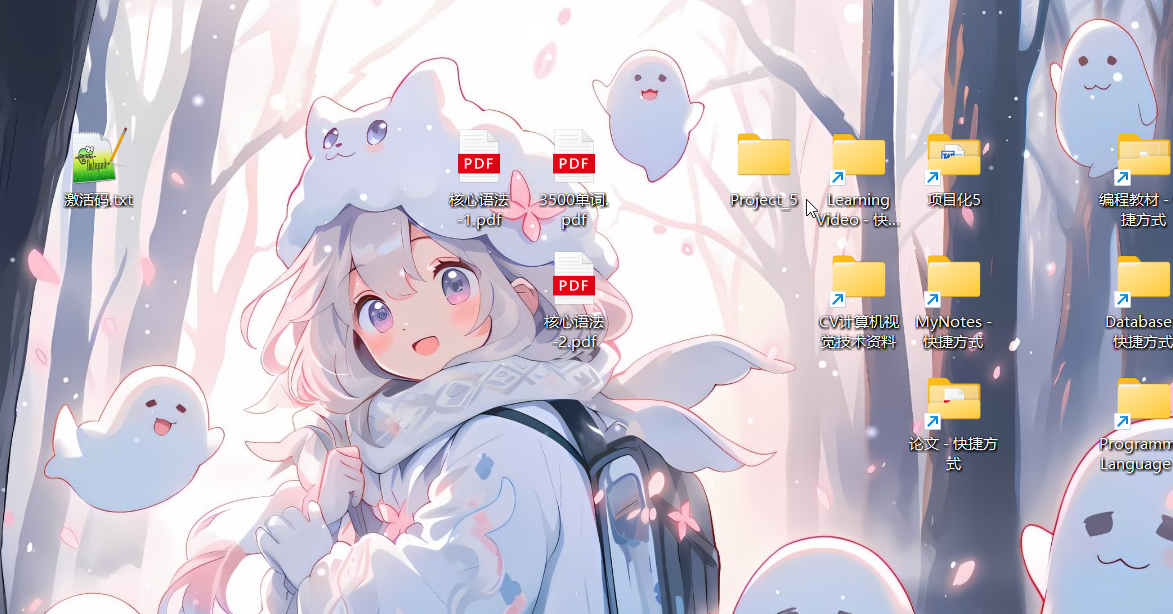 激活码.txt
PDF
核心语法
-1.pdf
PDF
3500单词.
pdf
Project_5
Learning
Video - 快...
项目化5
编程教材 -
捷方式
PDF
核心语法
-2.pdf
CV计算机视
觉技术资料
MyNotes -
快捷方式
Database
快捷方式
论文 - 快捷方
式
Programm
Language